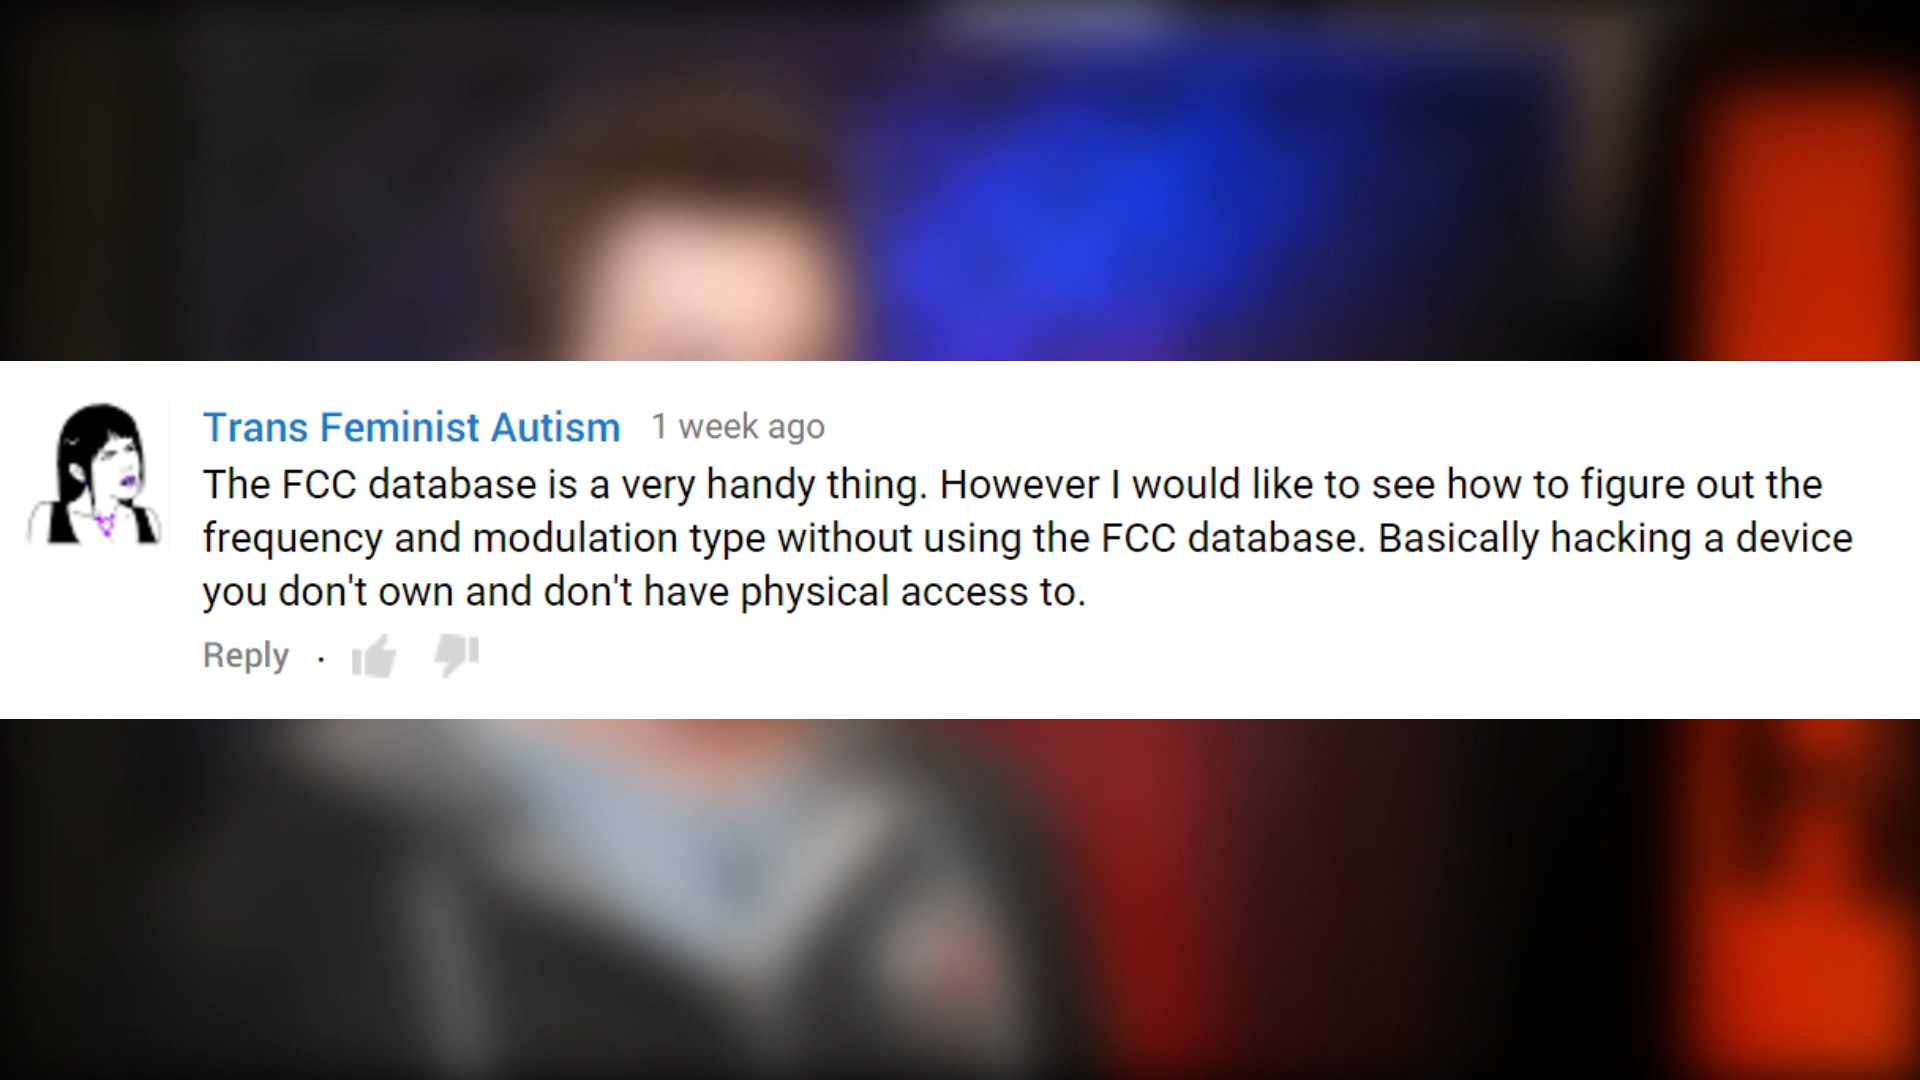 Trans Feminist Autism 1 week ago
The FCC database is a very handy thing. However I would like to see how to figure out the
frequency and modulation type without using the FCC database. Basically hacking a device
you don't own and don't have physical access to.
Reply ·